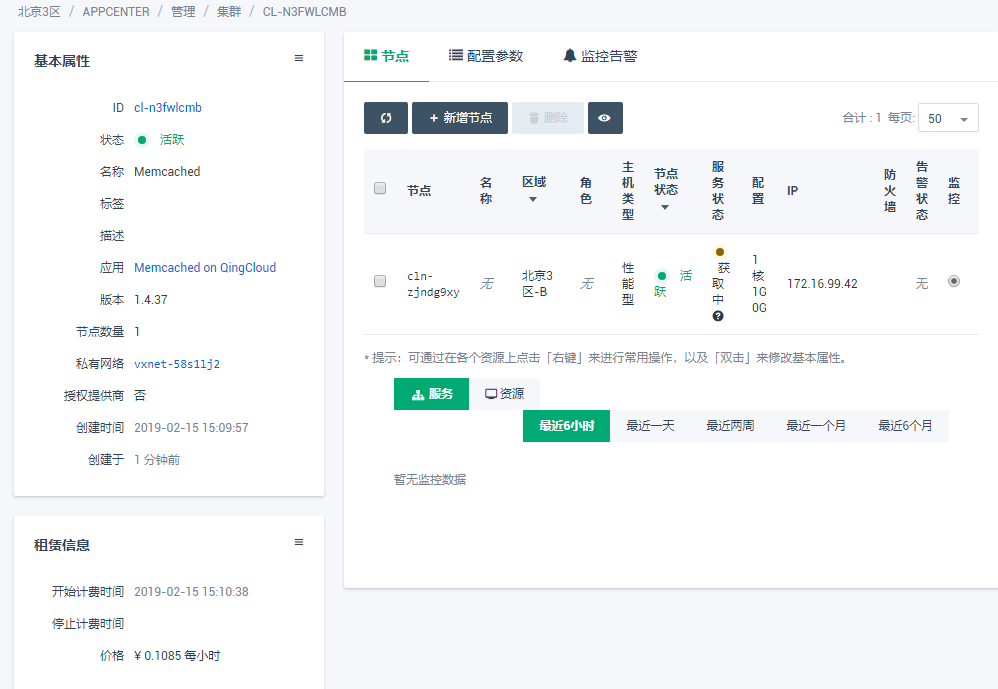 北京3区 / APPCENTER / 管理 / 集群 / CL-N3FWLCMB
基本属性
ID cl-n3fwlcmb
状态 活跃
名称 Memcached
标签
描述
应用 Memcached on QingCloud
版本 1.4.37
节点数量 1
私有网络 vxnet-58s1lj2
授权提供商 否
创建时间 2019-02-15 15:09:57
创建于 1 分钟前
租赁信息
开始计费时间 2019-02-15 15:10:38
停止计费时间
价格 ¥ 0.1085 每小时
节点 配置参数 监控告警
+ 新增节点 删除 合计 : 1 每页: 50
节点 名称 区域 角色 主机类型 节点状态 服务状态 配置 IP 防火墙 告警状态 监控
cln-zjndg9xy 无 北京3区-B 无 性能型 活跃 获取中 1核1G0G 172.16.99.42 无
* 提示：可通过在各个资源上点击「右键」来进行常用操作，以及「双击」来修改基本属性。
服务 资源
最近6小时 最近一天 最近两周 最近一个月 最近6个月
暂无监控数据